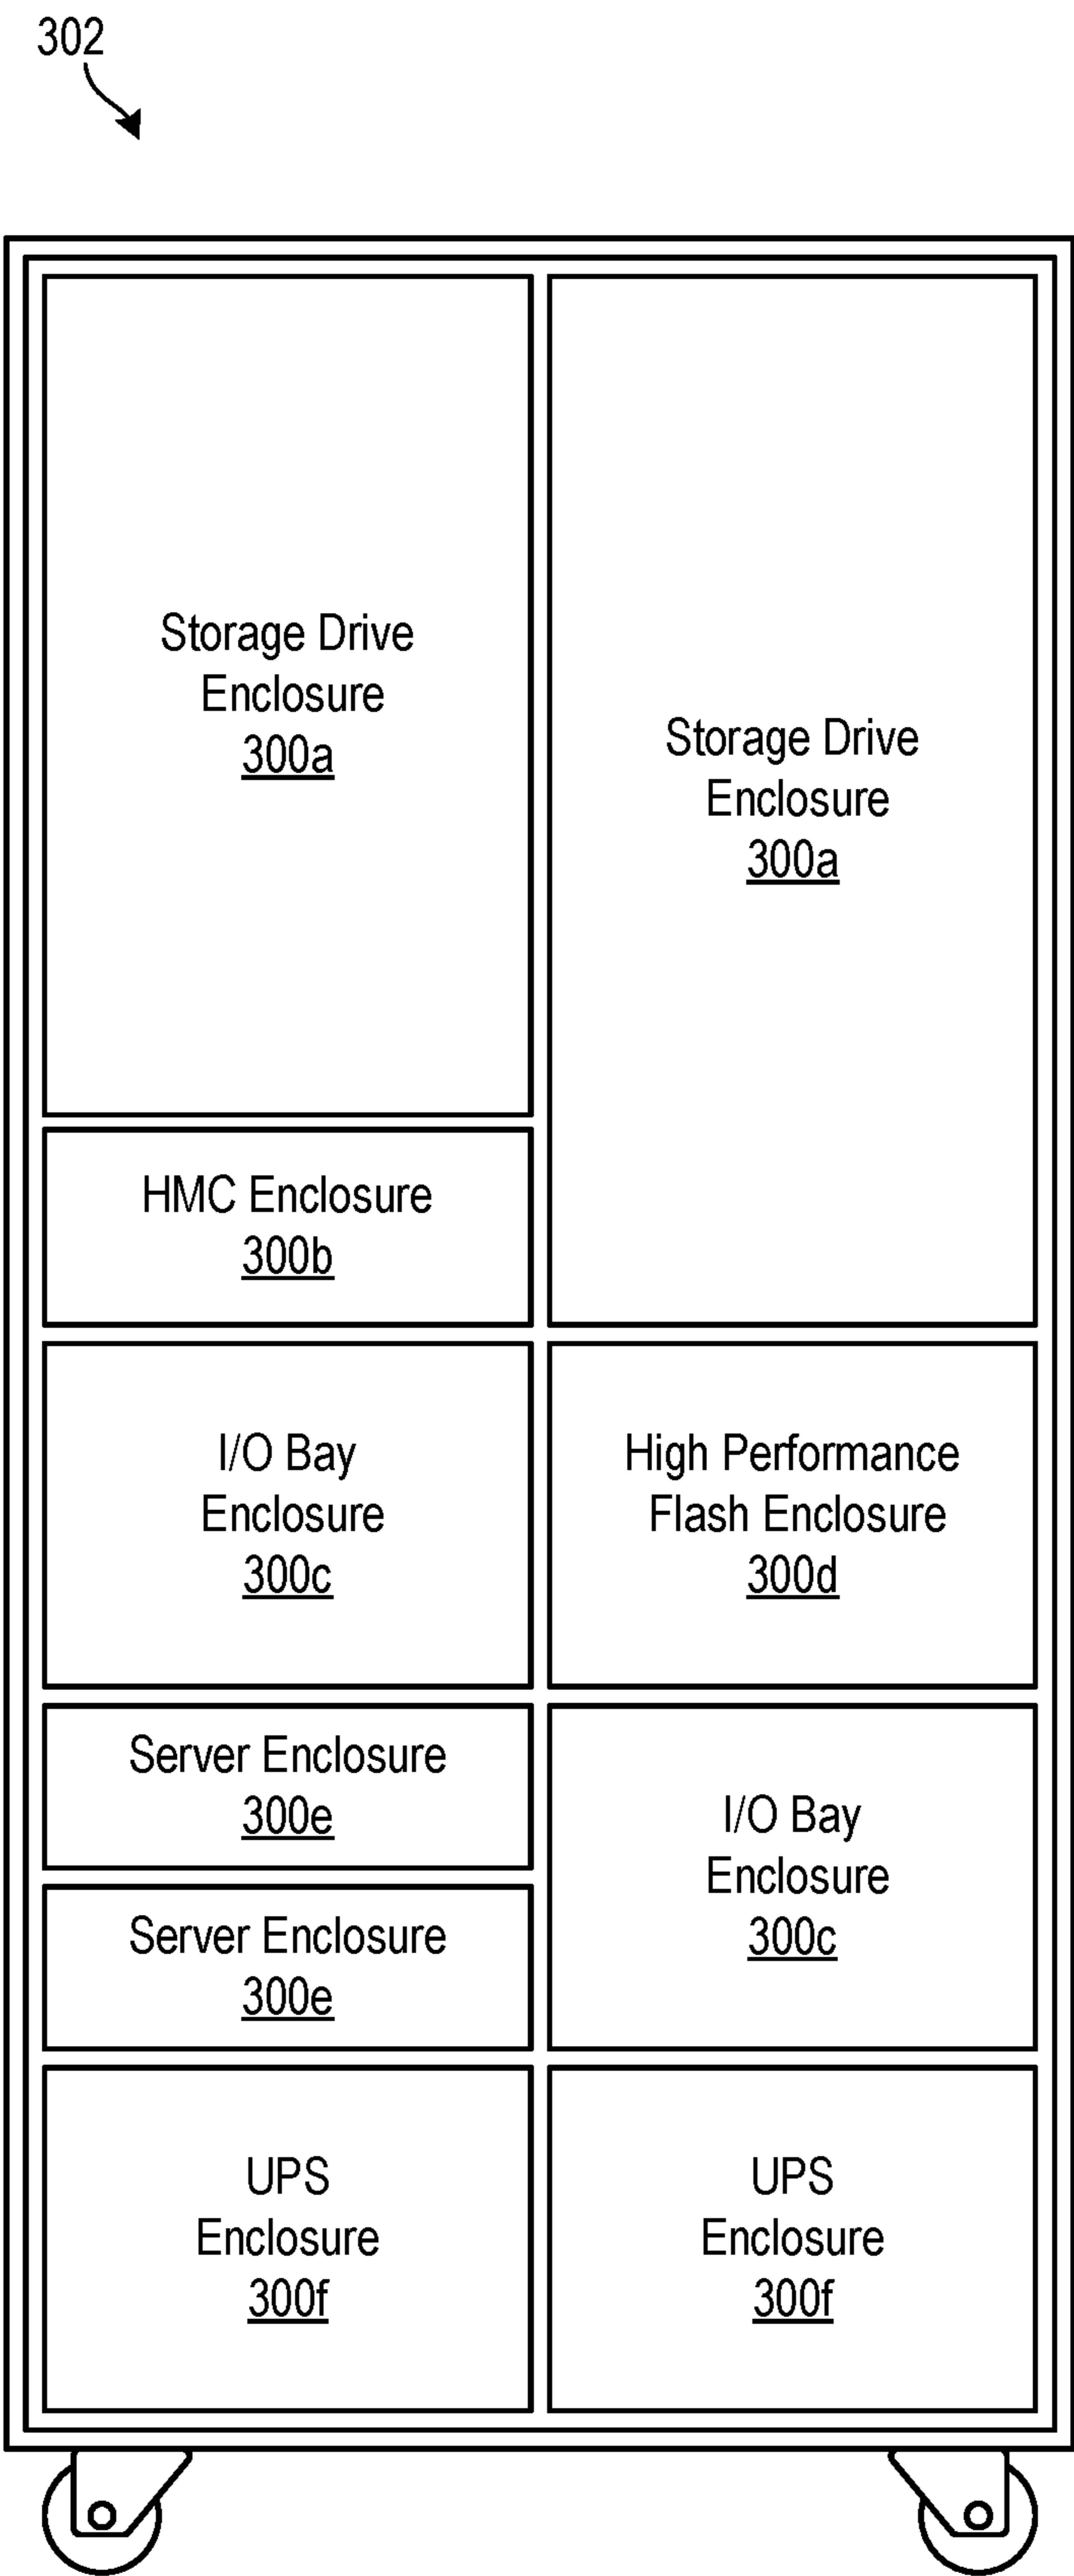 302
Storage Drive
Enclosure
300a
Storage Drive
Enclosure
300a
HMC Enclosure
300b
I/O Bay
Enclosure
300c
High Performance
Flash Enclosure
300d
Server Enclosure
300e
I/O Bay
Enclosure
300c
Server Enclosure
300e
UPS
Enclosure
300f
UPS
Enclosure
300f